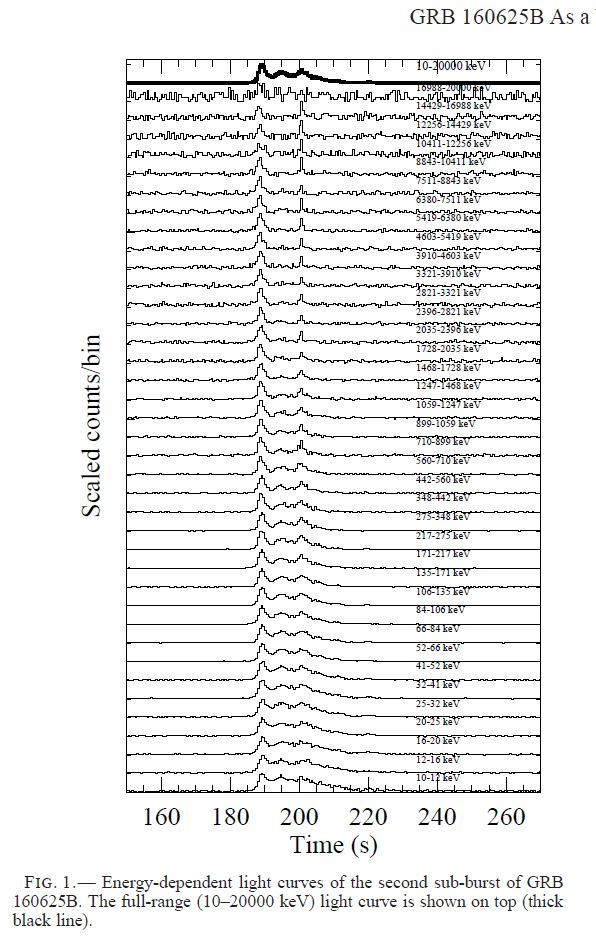 GRB 160625B As a
10-20000 keV
16988-20000 keV
14429-16988 keV
12256-14429 keV
10411-12256 keV
8843-10411 keV
7511-8843 keV
6380-7511 keV
5419-6380 keV
4603-5419 keV
3910-4603 keV
3321-3910 keV
2821-3321 keV
2396-2821 keV
2035-2396 keV
1728-2035 keV
1468-1728 keV
1247-1468 keV
1059-1247 keV
899-1059 keV
710-899 keV
560-710 keV
442-560 keV
348-442 keV
275-348 keV
217-275 keV
171-217 keV
135-171 keV
106-135 keV
84-106 keV
66-84 keV
52-66 keV
41-52 keV
32-41 keV
25-32 keV
20-25 keV
16-20 keV
12-16 keV
10-12 keV
Scaled counts/bin
160 180 200 220 240 260
Time (s)
FIG. 1.— Energy-dependent light curves of the second sub-burst of GRB
160625B. The full-range (10–20000 keV) light curve is shown on top (thick
black line).